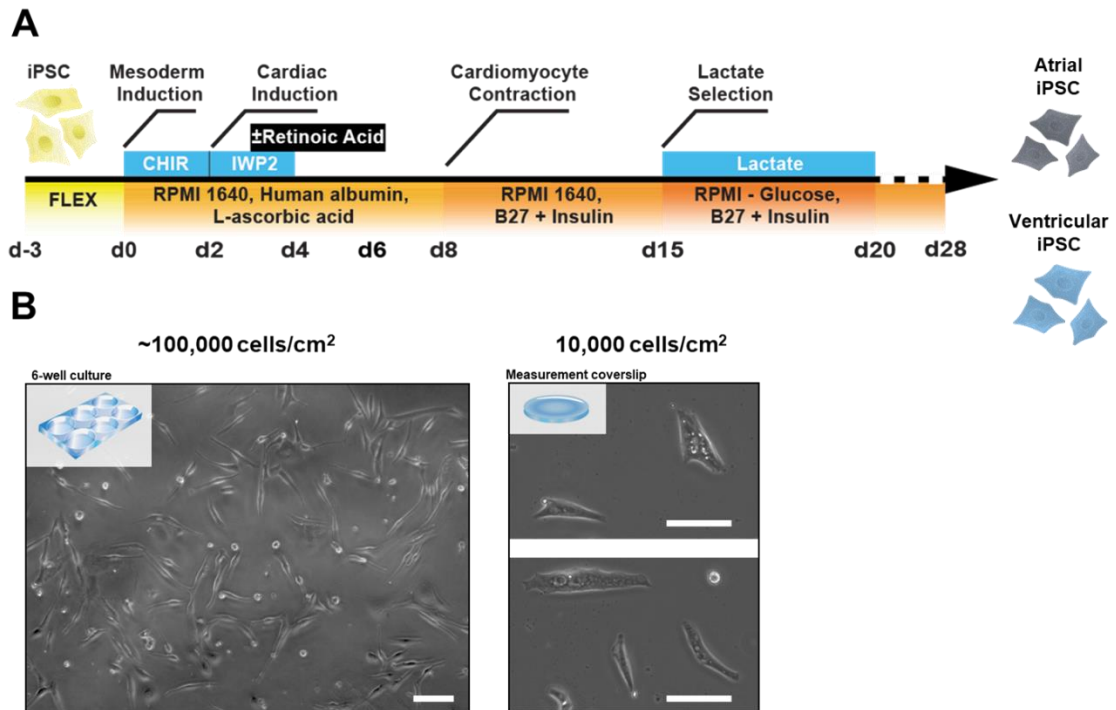 A
iPSC
Mesoderm
Induction
Cardiac
Induction
Cardiomyocyte
Contraction
Lactate
Selection
Atrial
iPSC
±Retinoic Acid
CHIR
IWP2
Lactate
FLEX
RPMI 1640, Human albumin,
L-ascorbic acid
RPMI 1640,
B27 + Insulin
RPMI - Glucose,
B27 + Insulin
Ventricular
iPSC
d-3
d0
d2
d4
d6
d8
d15
d20
d28
B
~100,000 cells/cm²
10,000 cells/cm²
6-well culture
Measurement coverslip